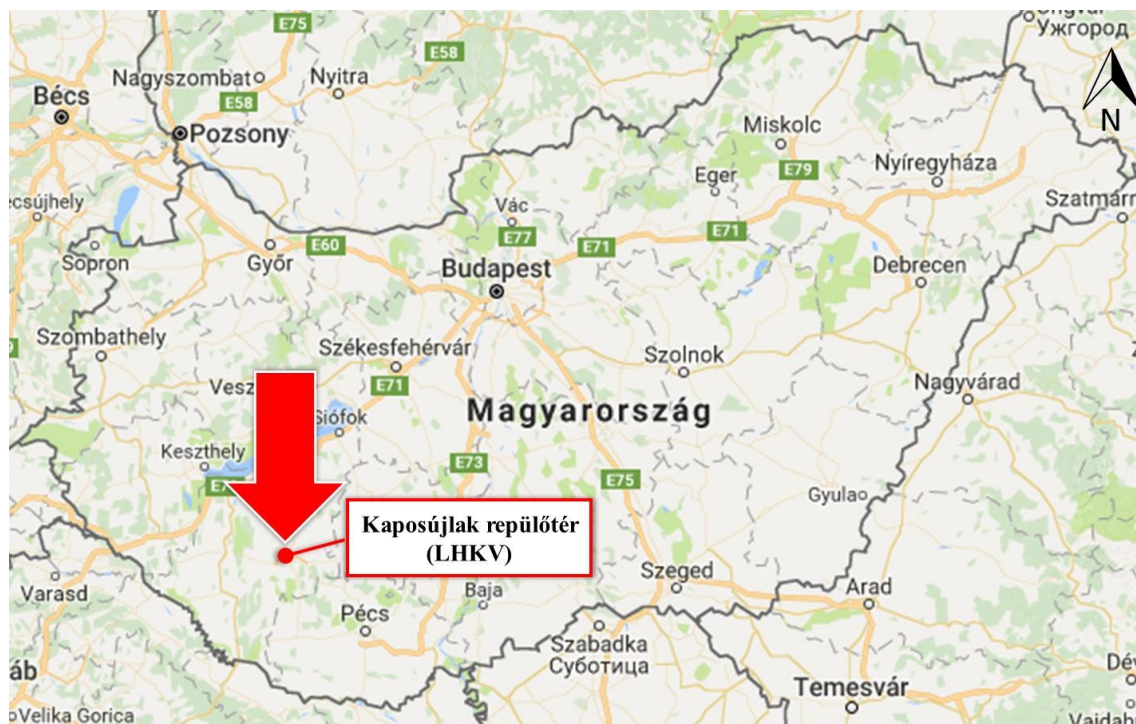 E75
Ужгород
E58
Nagyszombat
Nyitra
Bécs
E58
Pozsony
N
Miskolc
Nyíregyháza
E79
Eger
Vác
E77
E71
E71
E60
Sopron
Győr
Budapest
Debrecen
Szombathely
Székesfehérvár
Szolnok
E71
Nagyvárad
Magyarország
Siófok
Keszthely
E73
E75
Gyula
Kaposújlak repülőtér
(LHKV)
Szeged
Arad
Varasd
Baja
Pécs
Szabadka
Суботица
Temesvár
Velika Gorica